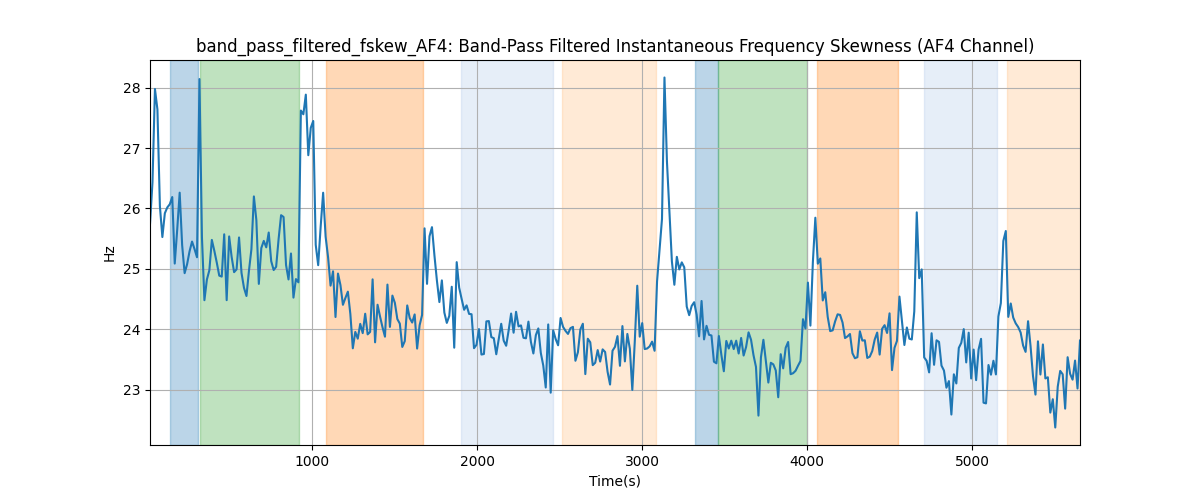 band_pass_filtered_fskew_AF4: Band-Pass Filtered Instantaneous Frequency Skewness (AF4 Channel)
28
27
26
25
24
23
Hz
1000 2000 3000 4000 5000
Time(s)